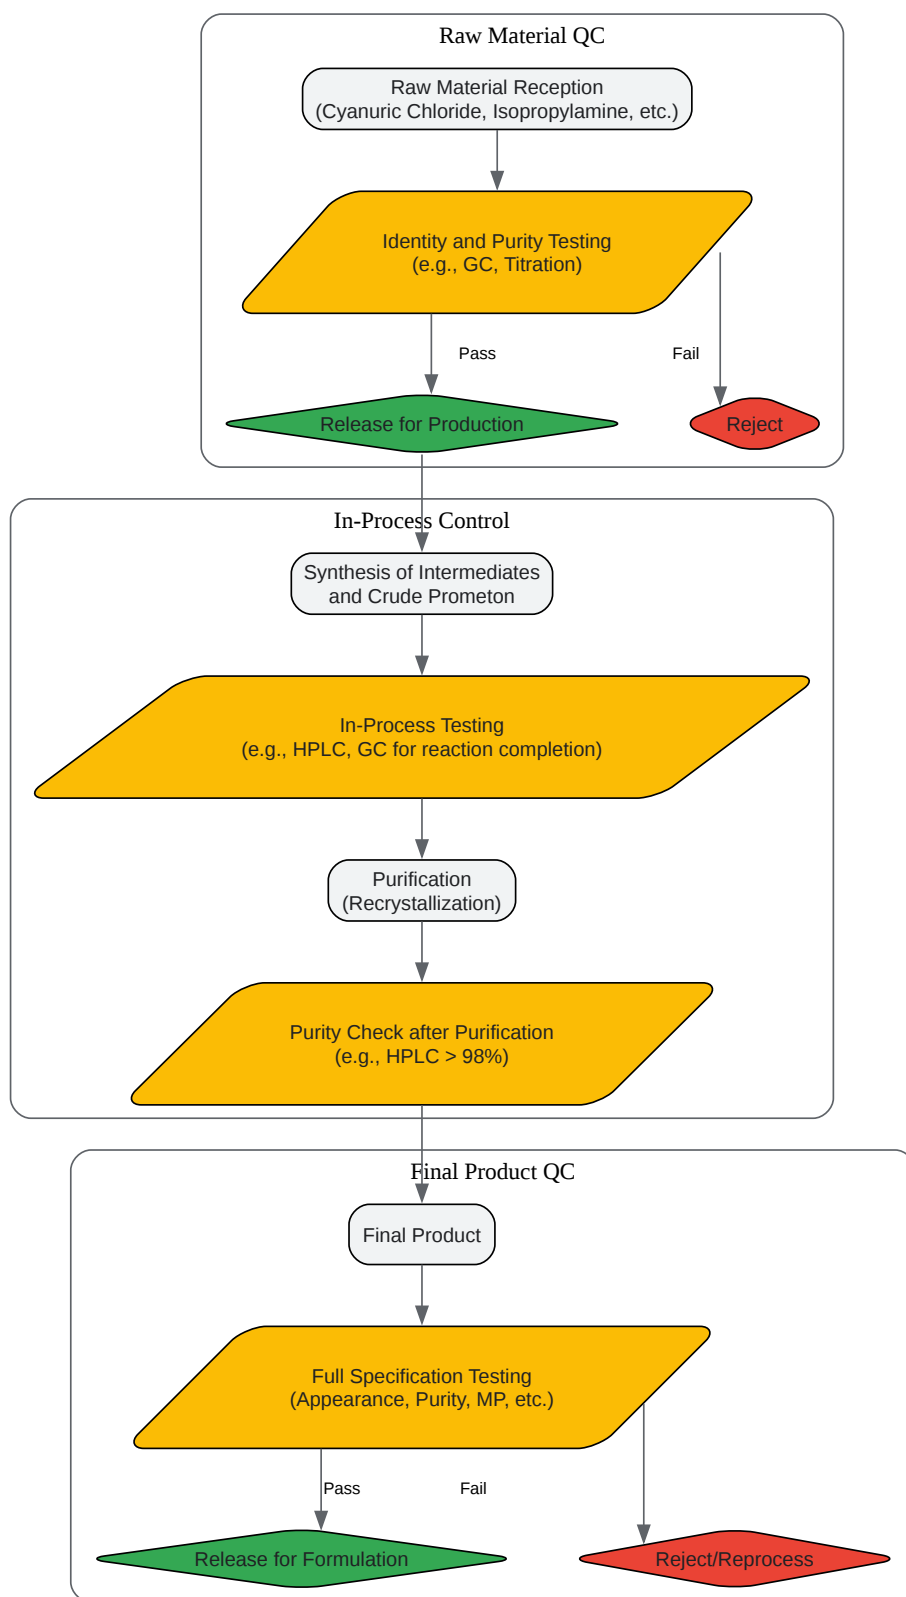 Raw Material QC
Raw Material Reception
(Cyanuric Chloride, Isopropylamine, etc.)
Identity and Purity Testing
(e.g., GC, Titration)
Pass
Fail
Release for Production
Reject
In-Process Control
Synthesis of Intermediates
and Crude Prometon
In-Process Testing
(e.g., HPLC, GC for reaction completion)
Purification
(Recrystallization)
Purity Check after Purification
(e.g., HPLC > 98%)
Final Product QC
Final Product
Full Specification Testing
(Appearance, Purity, MP, etc.)
Pass
Fail
Release for Formulation
Reject/Reprocess